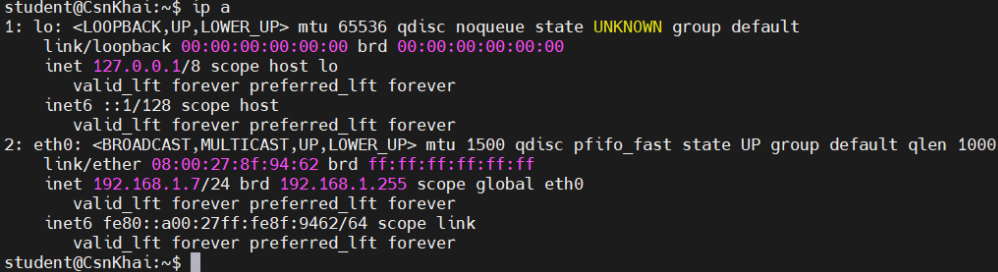 student@CsnKhai:~$ ip a
1: lo: <LOOPBACK,UP,LOWER_UP> mtu 65536 qdisc noqueue state UNKNOWN group default
    link/loopback 00:00:00:00:00:00 brd 00:00:00:00:00:00
    inet 127.0.0.1/8 scope host lo
       valid_lft forever preferred_lft forever
    inet6 ::1/128 scope host
       valid_lft forever preferred_lft forever
2: eth0: <BROADCAST,MULTICAST,UP,LOWER_UP> mtu 1500 qdisc pfifo_fast state UP group default qlen 1000
    link/ether 08:00:27:8f:94:62 brd ff:ff:ff:ff:ff:ff
    inet 192.168.1.7/24 brd 192.168.1.255 scope global eth0
       valid_lft forever preferred_lft forever
    inet6 fe80::a00:27ff:fe8f:9462/64 scope link
       valid_lft forever preferred_lft forever
student@CsnKhai:~$